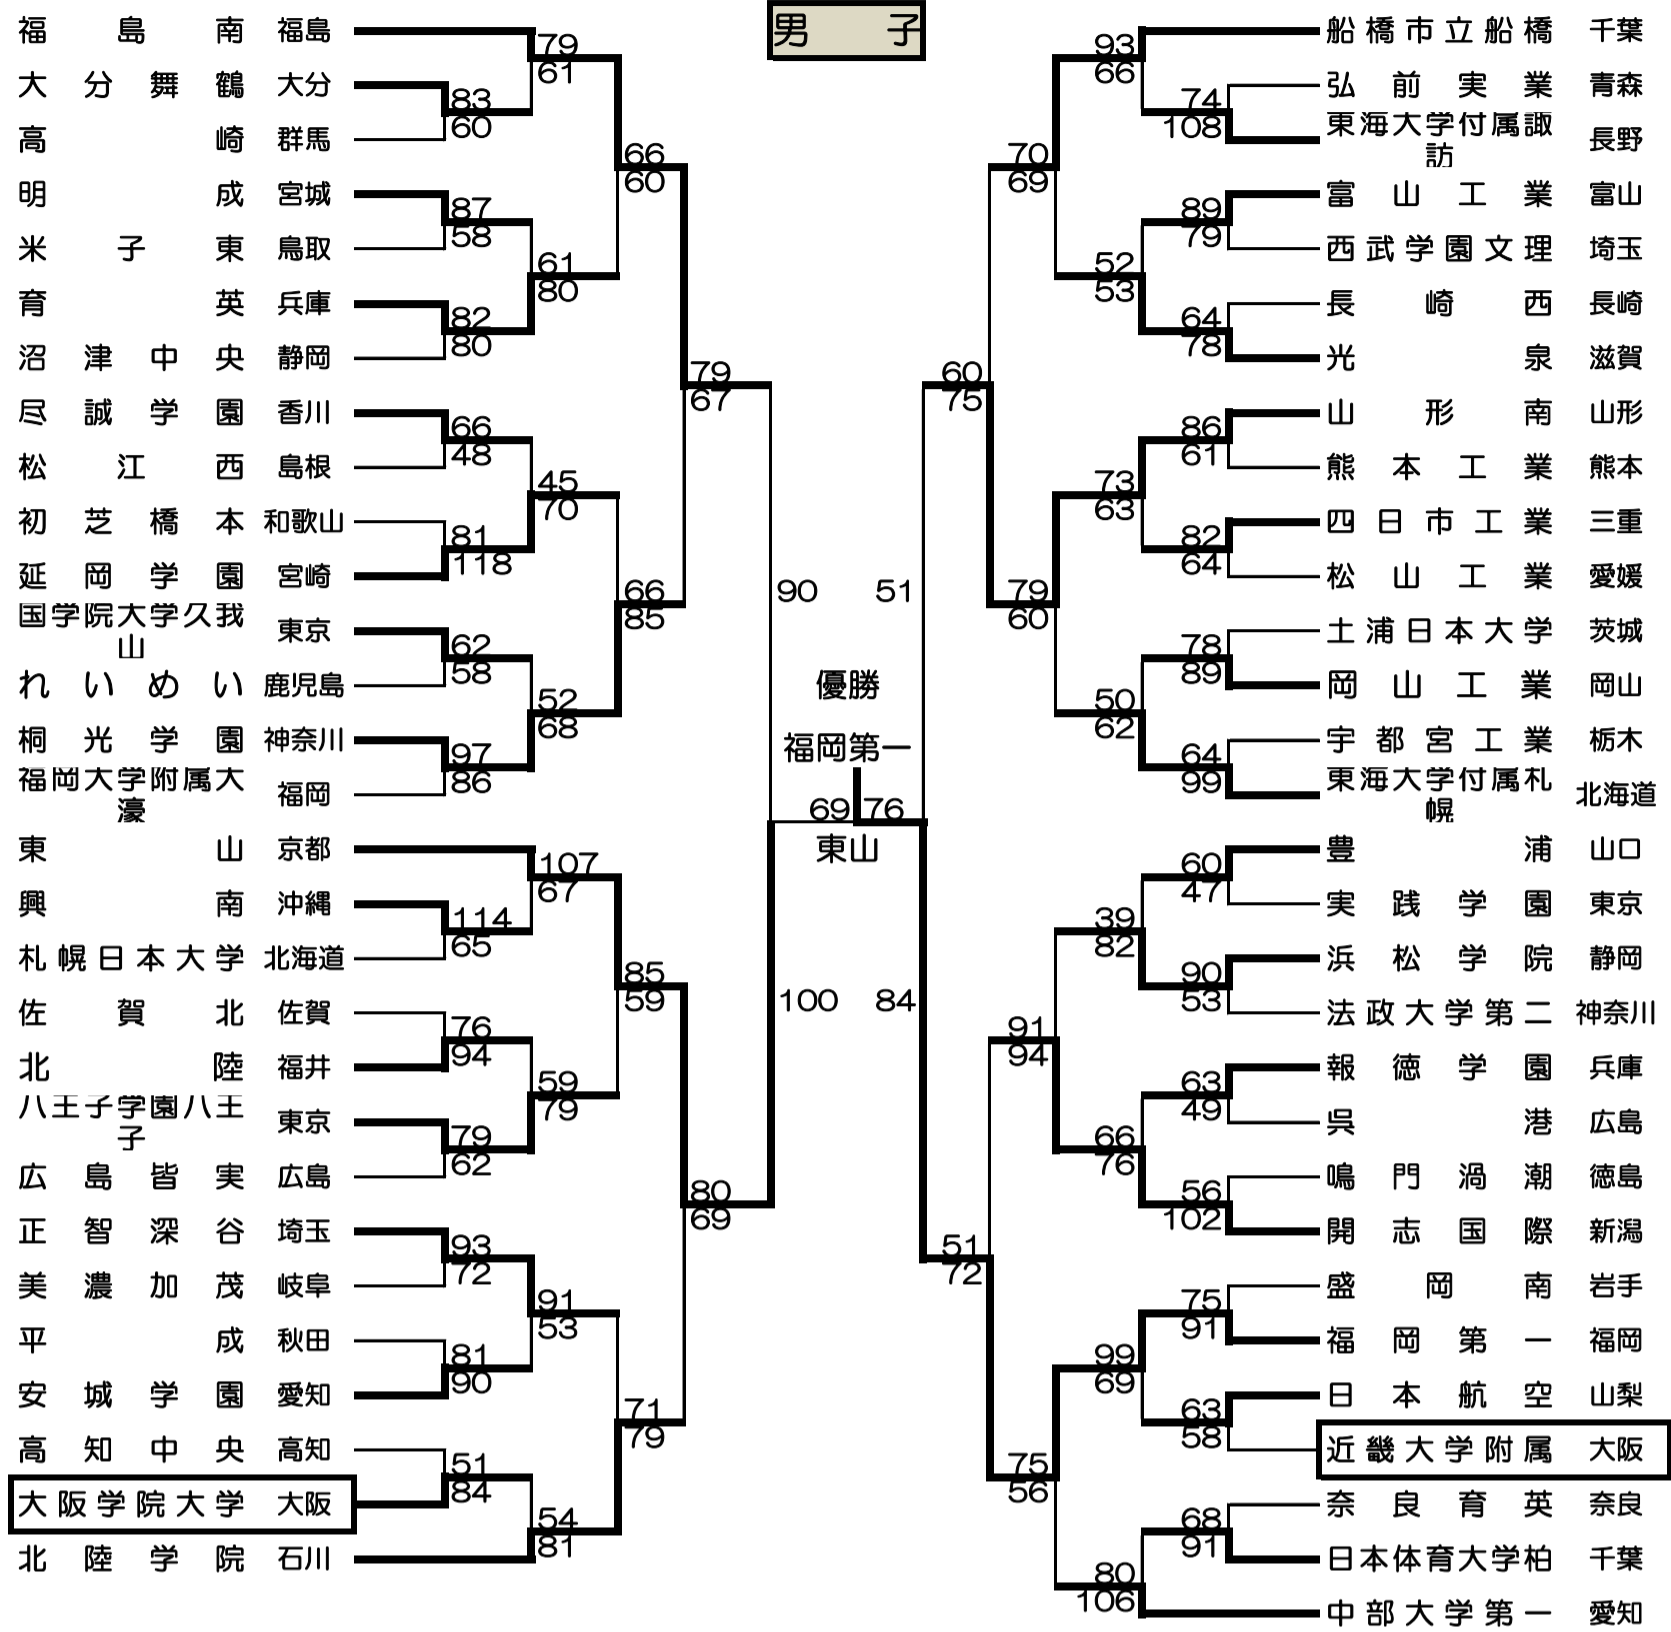 男 子
福島南 福島
79
61
大分舞鶴 大分
83
60
高崎 群馬
66
60
明成 宮城
87
58
米子東 鳥取
61
80
育英 兵庫
82
80
沼津中央 静岡
79
67
尽誠学園 香川
66
48
松江西 島根
45
70
初芝橋本 和歌山
81
118
延岡学園 宮崎
66
85
国学院大学久我
山
東京
62
58
れいめい 鹿児島
52
68
桐光学園 神奈川
97
86
福岡大学附属大
濠
福岡
東山 京都
107
67
興南 沖縄
114
65
札幌日本大学 北海道
85
59
佐賀北 佐賀
76
94
北陸 福井
59
79
八王子学園八王
子
東京
79
62
広島皆実 広島
80
69
正智深谷 埼玉
93
72
美濃加茂 岐阜
91
53
平成 秋田
81
90
安城学園 愛知
71
79
高知中央 高知
51
84
大阪学院大学 大阪
54
81
北陸学院 石川
90 51
優勝
福岡第一
69 76
東山
100 84
船橋市立船橋 千葉
93
66
弘前実業 青森
74
108
東海大学付属諏
訪
長野
70
69
富山工業 富山
89
79
西武学園文理 埼玉
52
53
長崎西 長崎
64
78
光泉 滋賀
60
75
山形南 山形
86
61
熊本工業 熊本
73
63
四日市工業 三重
82
64
松山工業 愛媛
79
60
土浦日本大学 茨城
78
89
岡山工業 岡山
50
62
宇都宮工業 栃木
64
99
東海大学付属札
幌
北海道
豊浦 山口
60
47
実践学園 東京
39
82
浜松学院 静岡
90
53
法政大学第二 神奈川
91
94
報徳学園 兵庫
63
49
呉港 広島
66
76
鳴門渦潮 徳島
56
102
開志国際 新潟
51
72
盛岡南 岩手
75
91
福岡第一 福岡
99
69
日本航空 山梨
63
58
近畿大学附属 大阪
75
56
奈良育英 奈良
68
91
日本体育大学柏 千葉
80
106
中部大学第一 愛知